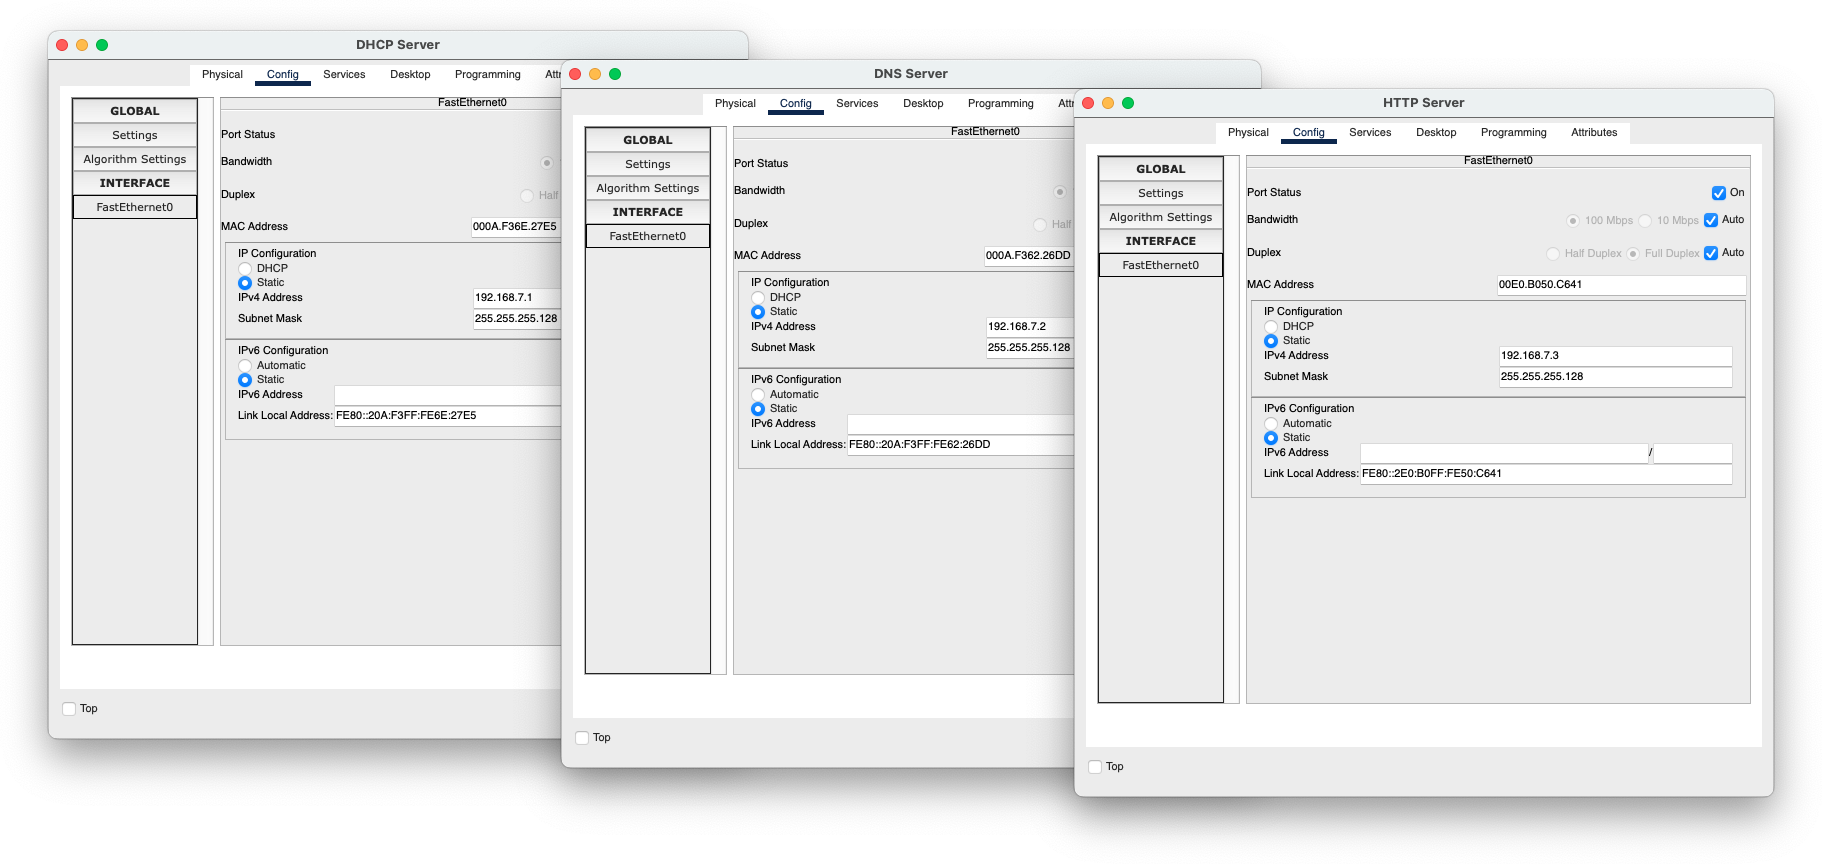 DHCP Server
Physical Config Services Desktop Programming
GLOBAL
Settings
Algorithm Settings
INTERFACE
FastEthernet0
FastEthernet0
Port Status
Bandwidth
Duplex Half
MAC Address 000A.F36E.27E5
IP Configuration
DHCP
Static
IPv4 Address 192.168.7.1
Subnet Mask 255.255.255.128
IPv6 Configuration
Automatic
Static
IPv6 Address
Link Local Address: FE80::20A:F3FF:FE6E:27E5
Top
DNS Server
Physical Config Services Desktop Programming
GLOBAL
Settings
Algorithm Settings
INTERFACE
FastEthernet0
FastEthernet0
Port Status
Bandwidth
Duplex Half
MAC Address 000A.F362.26DD
IP Configuration
DHCP
Static
IPv4 Address 192.168.7.2
Subnet Mask 255.255.255.128
IPv6 Configuration
Automatic
Static
IPv6 Address
Link Local Address: FE80::20A:F3FF:FE62:26DD
Top
HTTP Server
Physical Config Services Desktop Programming Attributes
GLOBAL
Settings
Algorithm Settings
INTERFACE
FastEthernet0
FastEthernet0
Port Status On
Bandwidth 100 Mbps 10 Mbps Auto
Duplex Half Duplex Full Duplex Auto
MAC Address 00E0.B050.C641
IP Configuration
DHCP
Static
IPv4 Address 192.168.7.3
Subnet Mask 255.255.255.128
IPv6 Configuration
Automatic
Static
IPv6 Address /
Link Local Address: FE80::2E0:B0FF:FE50:C641
Top